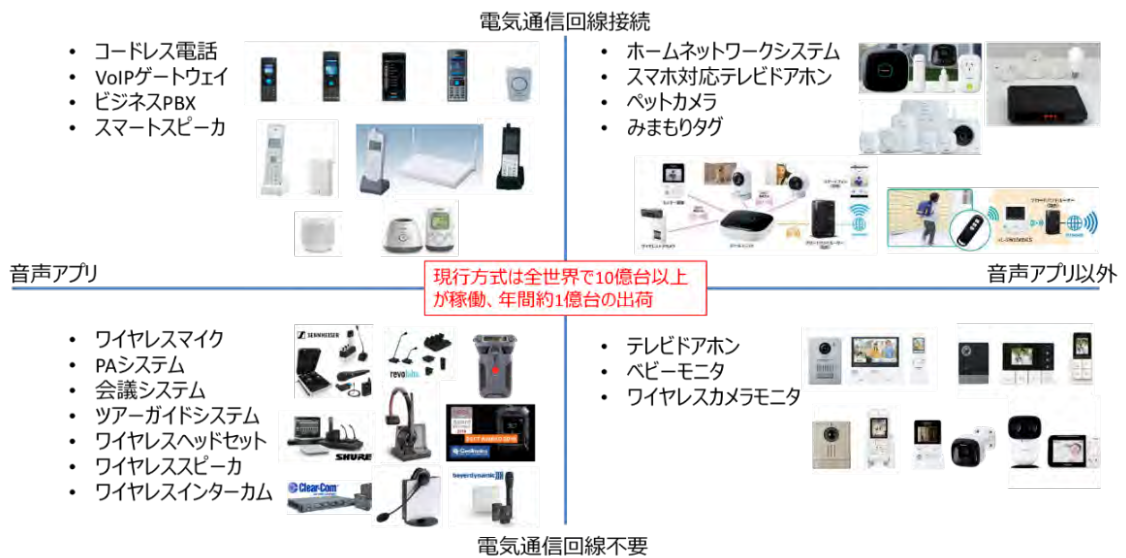 電気通信回線接続
• コードレス電話
• VoIPゲートウェイ
• ビジネスPBX
• スマートスピーカ
• ホームネットワークシステム
• スマホ対応テレビドアホン
• ペットカメラ
• みまもりタグ
音声アプリ
現行方式は全世界で10億台以上
が稼働、年間約1億台の出荷
音声アプリ以外
• ワイヤレスマイク
• PAシステム
• 会議システム
• ツアーガイドシステム
• ワイヤレスヘッドセット
• ワイヤレススピーカ
• ワイヤレスインターカム
SENNHEISER
revolabs
SHURE
Clear-Com
beyerdynamic
• テレビドアホン
• ベビーモニタ
• ワイヤレスカメラモニタ
電気通信回線不要